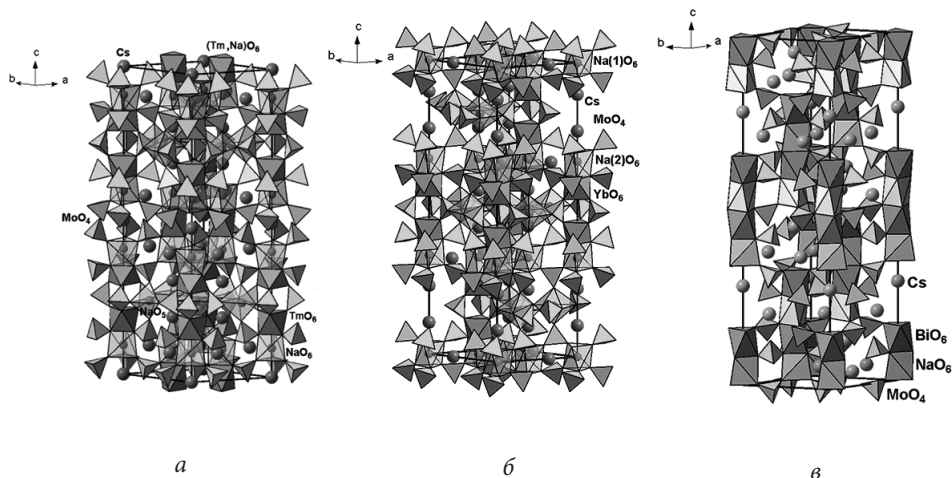 c
b
a
Cs
(Tm,Na)O6
MoO4
NaO5
TmO6
NaO6
c
b
a
Na(1)O6
Cs
MoO4
Na(2)O6
YbO6
c
b
a
Cs
BiO6
NaO6
MoO4
а
б
в